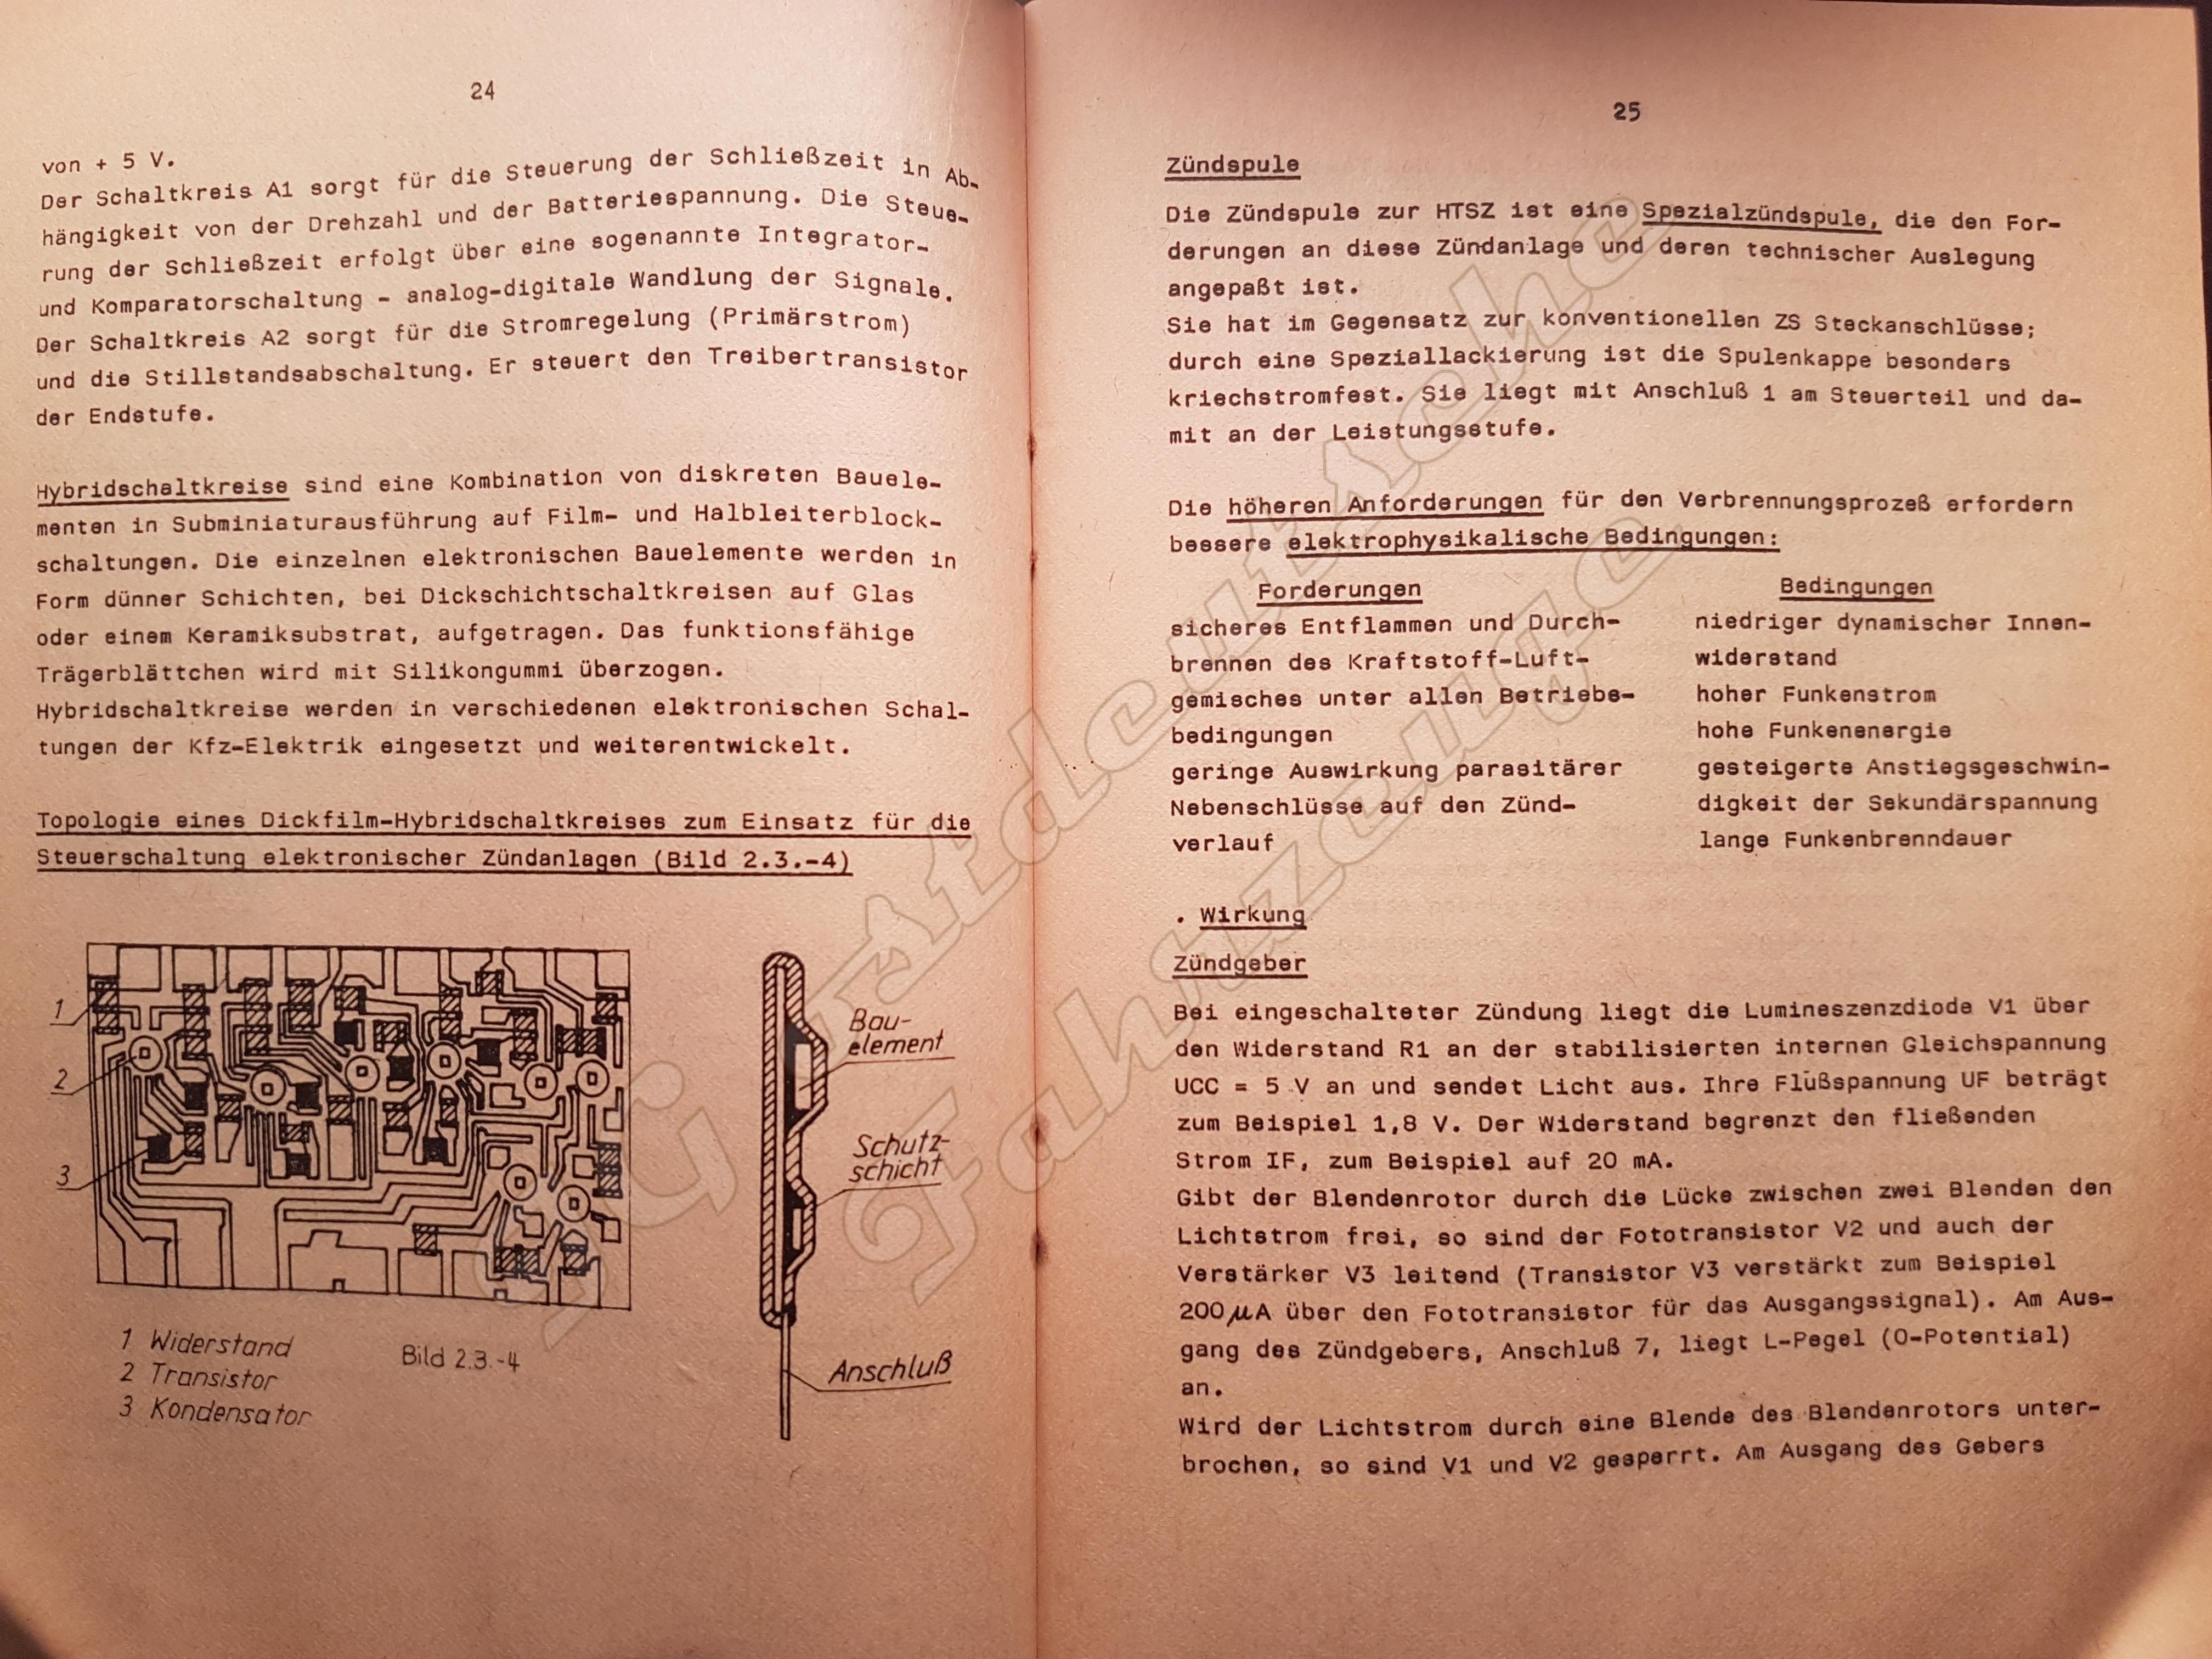 24
von + 5 V.
Der Schaltkreis A1 sorgt für die Steuerung der Schließzeit in Ab-
hängigkeit von der Drehzahl und der Batteriespannung. Die Steue-
rung der Schließzeit erfolgt über eine sogenannte Integrator-
und Komparatorschaltung - analog-digitale Wandlung der Signale.
Der Schaltkreis A2 sorgt für die Stromregelung (Primärstrom)
und die Stillstandsabschaltung. Er steuert den Treibertransistor
der Endstufe.
Hybridschaltkreise sind eine Kombination von diskreten Bauele-
menten in Subminiaturausführung auf Film- und Halbleiterblock-
schaltungen. Die einzelnen elektronischen Bauelemente werden in
Form dünner Schichten, bei Dickschichtschaltkreisen auf Glas
oder einem Keramiksubstrat, aufgetragen. Das funktionsfähige
Trägerblättchen wird mit Silikongummi überzogen.
Hybridschaltkreise werden in verschiedenen elektronischen Schal-
tungen der Kfz-Elektrik eingesetzt und weiterentwickelt.
Topologie eines Dickfilm-Hybridschaltkreises zum Einsatz für die
Steuerschaltung elektronischer Zündanlagen (Bild 2.3.-4)
1
2
3
Bau-
element
Schutz-
schicht
Anschluß
1 Widerstand
2 Transistor
3 Kondensator
Bild 2.3.-4
25
Zündspule
Die Zündspule zur HTSZ ist eine Spezialzündspule, die den For-
derungen an diese Zündanlage und deren technischer Auslegung
angepaßt ist.
Sie hat im Gegensatz zur konventionellen ZS Steckanschlüsse;
durch eine Speziallackierung ist die Spulenkappe besonders
kriechstromfest. Sie liegt mit Anschluß 1 am Steuerteil und da-
mit an der Leistungsstufe.
Die höheren Anforderungen für den Verbrennungsprozeß erfordern
bessere elektrophysikalische Bedingungen:
Forderungen
sicheres Entflammen und Durch-
brennen des Kraftstoff-Luft-
gemisches unter allen Betriebs-
bedingungen
geringe Auswirkung parasitärer
Nebenschlüsse auf den Zünd-
verlauf
Bedingungen
niedriger dynamischer Innen-
widerstand
hoher Funkenstrom
hohe Funkenenergie
gesteigerte Anstiegsgeschwin-
digkeit der Sekundärspannung
lange Funkenbrenndauer
. Wirkung
Zündgeber
Bei eingeschalteter Zündung liegt die Lumineszenzdiode V1 über
den Widerstand R1 an der stabilisierten internen Gleichspannung
UCC = 5 V an und sendet Licht aus. Ihre Flüßspannung UF beträgt
zum Beispiel 1,8 V. Der Widerstand begrenzt den fließenden
Strom IF, zum Beispiel auf 20 mA.
Gibt der Blendenrotor durch die Lücke zwischen zwei Blenden den
Lichtstrom frei, so sind der Fototransistor V2 und auch der
Verstärker V3 leitend (Transistor V3 verstärkt zum Beispiel
200 µA über den Fototransistor für das Ausgangssignal). Am Aus-
gang des Zündgebers, Anschluß 7, liegt L-Pegel (O-Potential)
an.
Wird der Lichtstrom durch eine Blende des Blendenrotors unter-
brochen, so sind V1 und V2 gesperrt. Am Ausgang des Gebers
IG Ostdeutsche
Fahrzeuge